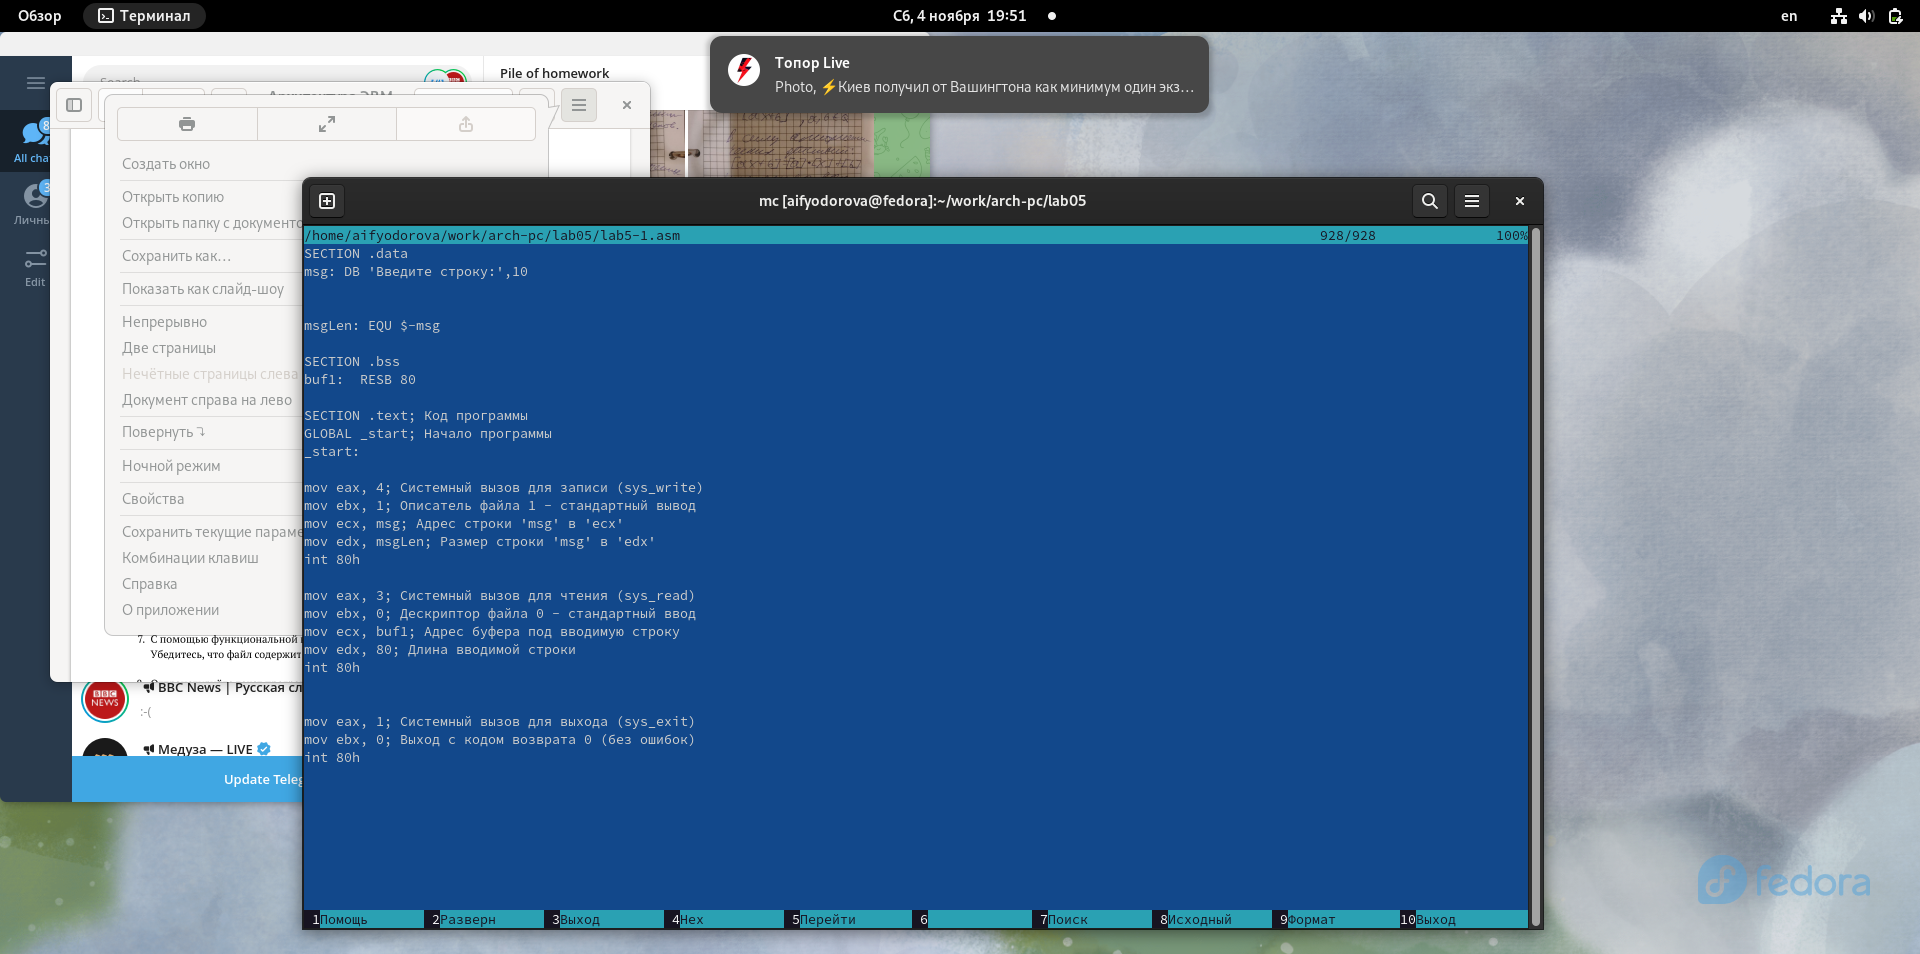 Обзор
Терминал
Сб, 4 ноября 19:51
en
Топор Live
Photo, ⚡Киев получил от Вашингтона как минимум один экз…
Search
Pile of homework
8
All cha
3
Личнь
Edit
Создать окно
Открыть копию
Открыть папку с документо
Сохранить как…
Показать как слайд-шоу
Непрерывно
Две страницы
Нечётные страницы слева
Документ справа на лево
Повернуть ⤵
Ночной режим
Свойства
Сохранить текущие параме
Комбинации клавиш
Справка
О приложении
7. С помощью функциональной
Убедитесь, что файл содержит
BBC NEWS
BBC News | Русская сл
:-(
Медуза — LIVE
Update Teleg
mc [aifyodorova@fedora]:~/work/arch-pc/lab05
/home/aifyodorova/work/arch-pc/lab05/lab5-1.asm 928/928 100%
SECTION .data
msg: DB 'Введите строку:',10
msgLen: EQU $-msg
SECTION .bss
buf1:  RESB 80
SECTION .text; Код программы
GLOBAL _start; Начало программы
_start:
mov eax, 4; Системный вызов для записи (sys_write)
mov ebx, 1; Описатель файла 1 - стандартный вывод
mov ecx, msg; Адрес строки 'msg' в 'ecx'
mov edx, msgLen; Размер строки 'msg' в 'edx'
int 80h
mov eax, 3; Системный вызов для чтения (sys_read)
mov ebx, 0; Дескриптор файла 0 - стандартный ввод
mov ecx, buf1; Адрес буфера под вводимую строку
mov edx, 80; Длина вводимой строки
int 80h
mov eax, 1; Системный вызов для выхода (sys_exit)
mov ebx, 0; Выход с кодом возврата 0 (без ошибок)
int 80h
1Помощь 2Разверн 3Выход 4Hex 5Перейти 6 7Поиск 8Исходный 9Формат 10Выход
fedora